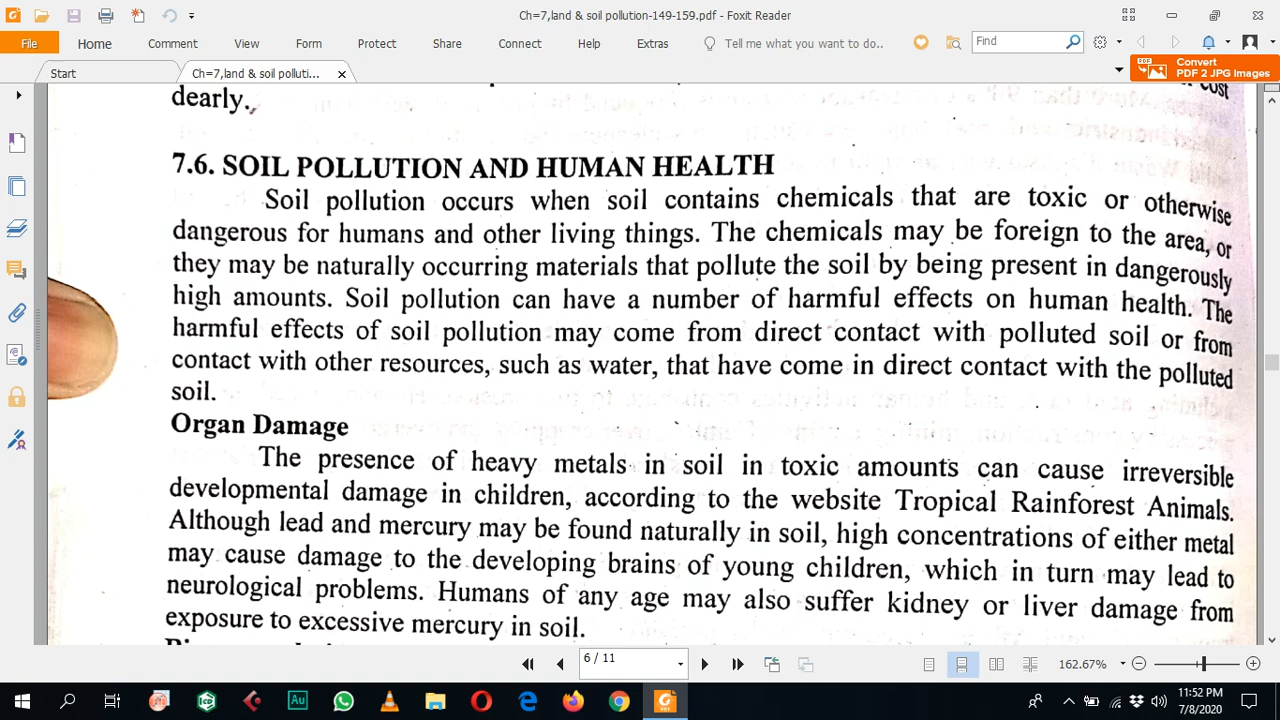 Ch=7,land & soil pollution-149-159.pdf - Foxit Reader
File Home Comment View Form Protect Share Connect Help Extras Tell me what you want to do.. Find
Start Ch=7,land & soil polluti... Convert
PDF 2 JPG Images
cost
dearly.
7.6. SOIL POLLUTION AND HUMAN HEALTH
Soil pollution occurs when soil contains chemicals that are toxic or otherwise
dangerous for humans and other living things. The chemicals may be foreign to the area, or
they may be naturally occurring materials that pollute the soil by being present in dangerously
high amounts. Soil pollution can have a number of harmful effects on human health. The
harmful effects of soil pollution may come from direct contact with polluted soil or from
contact with other resources, such as water, that have come in direct contact with the polluted
soil.
Organ Damage
The presence of heavy metals in soil in toxic amounts can cause irreversible
developmental damage in children, according to the website Tropical Rainforest Animals.
Although lead and mercury may be found naturally in soil, high concentrations of either metal
may cause damage to the developing brains of young children, which in turn may lead to
neurological problems. Humans of any age may also suffer kidney or liver damage from
exposure to excessive mercury in soil.
6 / 11 162.67%
11:52 PM
7/8/2020